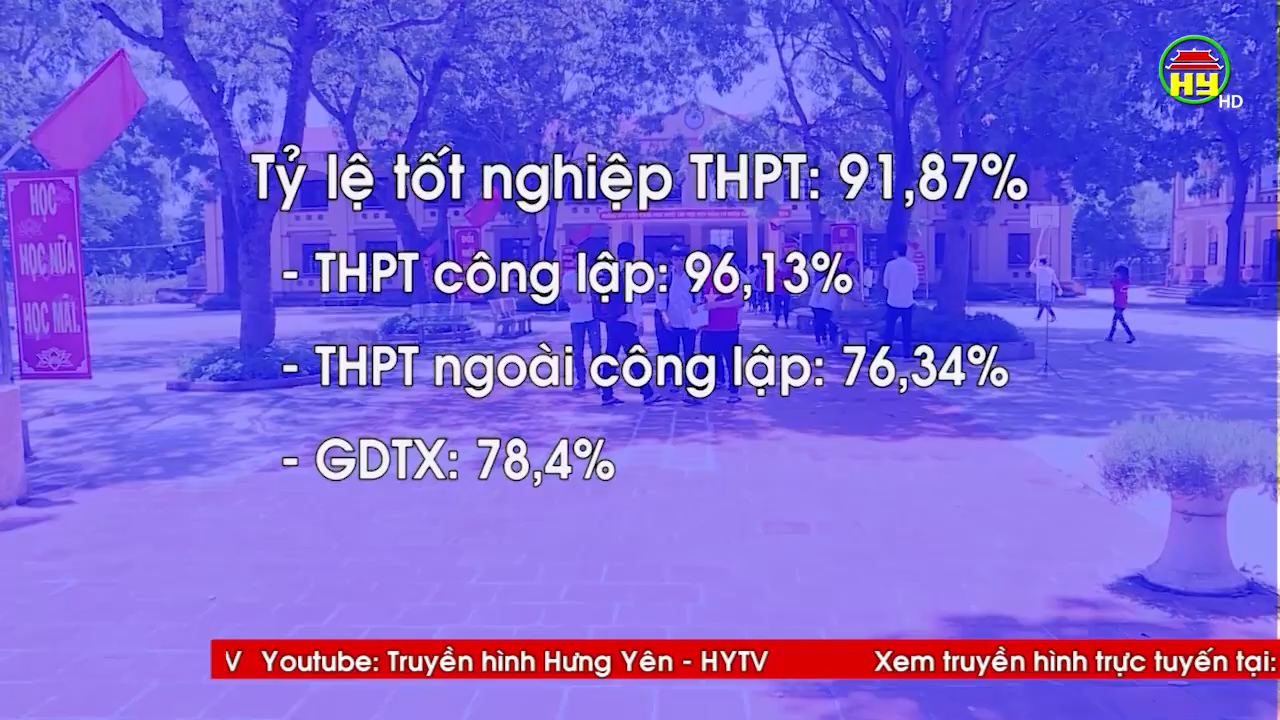 HY
HD
Tỷ lệ tốt nghiệp THPT: 91,87%
- THPT công lập: 96,13%
- THPT ngoài công lập: 76,34%
- GDTX: 78,4%
HỌC
HỌC NỮA
HỌC MÃI.
V Youtube: Truyền hình Hưng Yên - HYTV
Xem truyền hình trực tuyến tại: